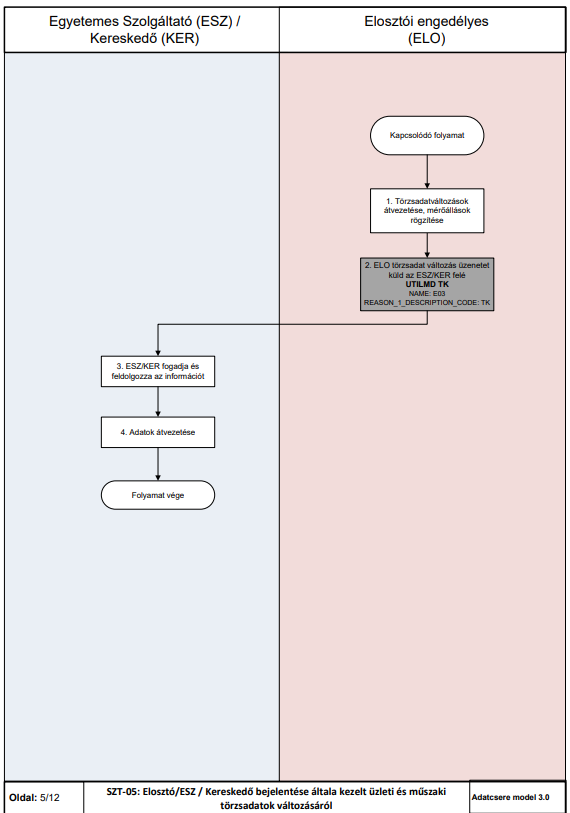 Egyetemes Szolgáltató (ESZ) /
Kereskedő (KER)
Elosztói engedélyes
(ELO)
Kapcsolódó folyamat
1. Törzsadatváltozások
átvezetése, mérőállások
rögzítése
2. ELO törzsadat változás üzenetet
küld az ESZ/KER felé
UTILMD TK
NAME: E03
REASON_1_DESCRIPTION_CODE: TK
3. ESZ/KER fogadja és
feldolgozza az információt
4. Adatok átvezetése
Folyamat vége
Oldal: 5/12
SZT-05: Elosztó/ESZ / Kereskedő bejelentése általa kezelt üzleti és műszaki
törzsadatok változásáról
Adatcsere model 3.0